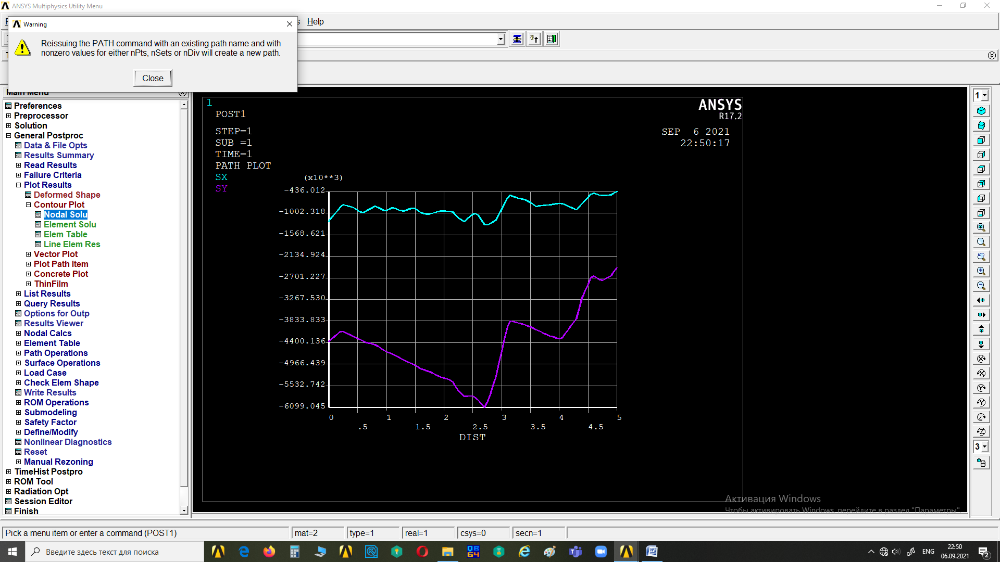 ANSYS Multiphysics Utility Menu
Warning
Help
Reissuing the PATH command with an existing path name and with
nonzero values for either nPts, nSets or nDiv will create a new path.
Close
Main Menu
Preferences
Preprocessor
Solution
General Postproc
Data & File Opts
Results Summary
Read Results
Failure Criteria
Plot Results
Deformed Shape
Contour Plot
Nodal Solu
Element Solu
Elem Table
Line Elem Res
Vector Plot
Plot Path Item
Concrete Plot
ThinFilm
List Results
Query Results
Options for Outp
Results Viewer
Nodal Calcs
Element Table
Path Operations
Surface Operations
Load Case
Check Elem Shape
Write Results
ROM Operations
Submodeling
Safety Factor
Define/Modify
Nonlinear Diagnostics
Reset
Manual Rezoning
TimeHist Postpro
ROM Tool
Radiation Opt
Session Editor
Finish
1
POST1
STEP=1
SUB =1
TIME=1
PATH PLOT
SX
SY
ANSYS
R17.2
SEP 6 2021
22:50:17
(x10**3)
-436.012
-1002.318
-1568.621
-2134.924
-2701.227
-3267.530
-3833.833
-4400.136
-4966.439
-5532.742
-6099.045
0 1 2 3 4 5
.5 1.5 2.5 3.5 4.5
DIST
1
3
Активация Windows
Чтобы активировать Windows, перейдите в раздел "Параметры".
Pick a menu item or enter a command (POST1)
mat=2
type=1
real=1
csys=0
secn=1
Введите здесь текст для поиска
QB
64
ENG
22:50
06.09.2021
2